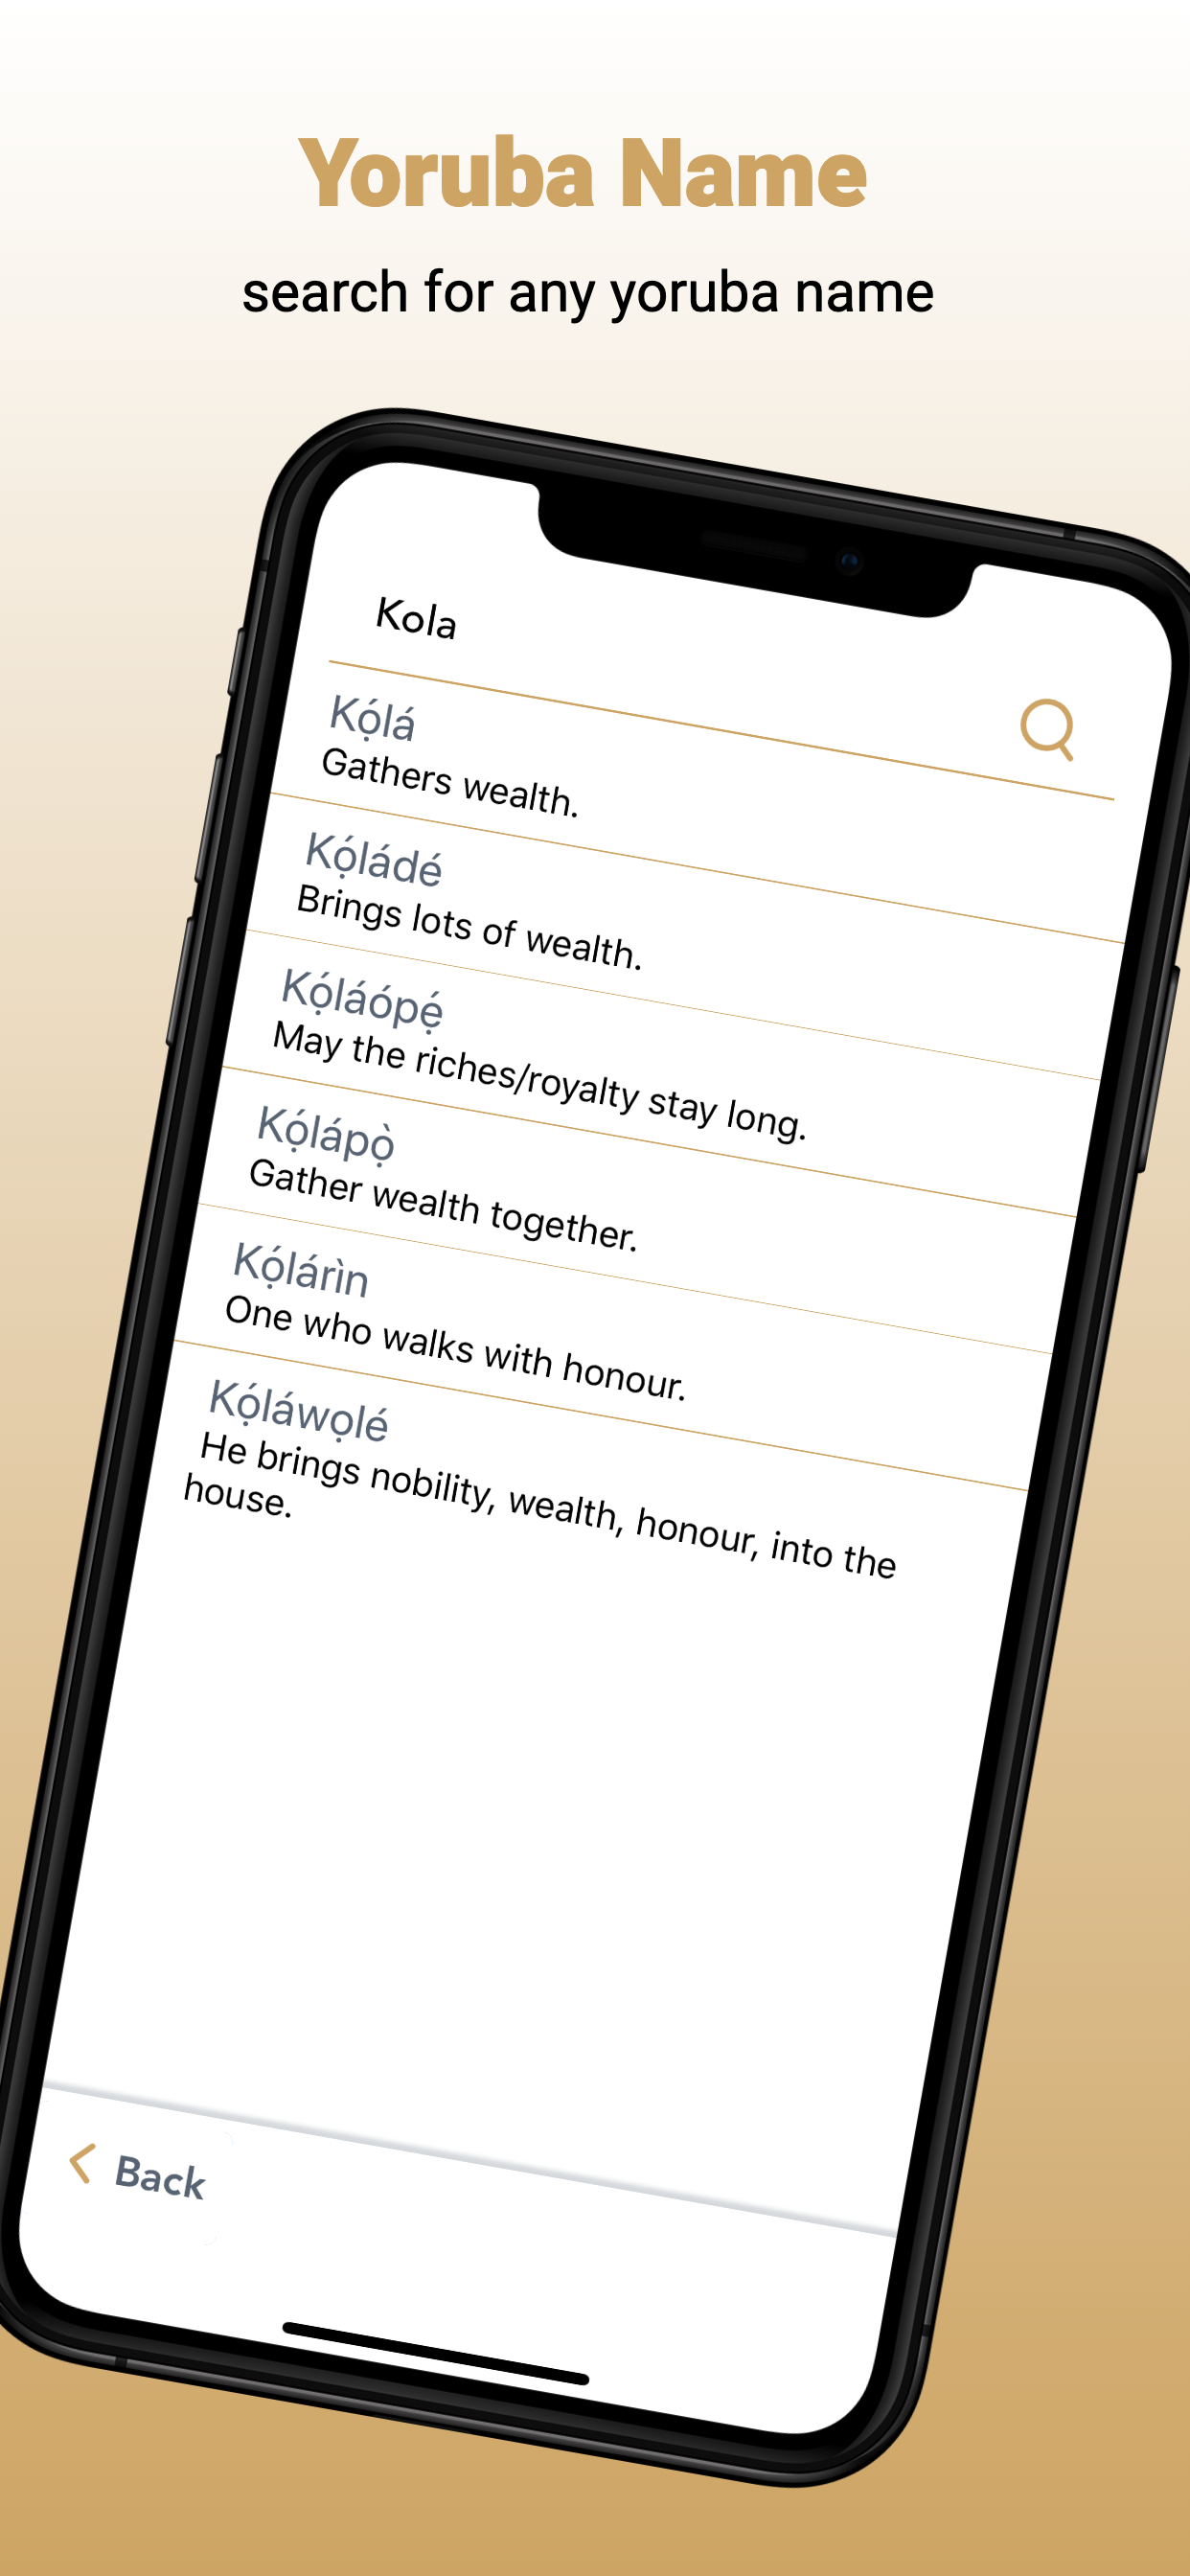 Yoruba Name
search for any yoruba name
Kola
Kọ́lá
Gathers wealth.
Kọ́ládé
Brings lots of wealth.
Kọ́láópẹ́
May the riches/royalty stay long.
Kọ́lápọ̀
Gather wealth together.
Kọ́lárìn
One who walks with honour.
Kọ́láwọlé
He brings nobility, wealth, honour, into the
house.
Back